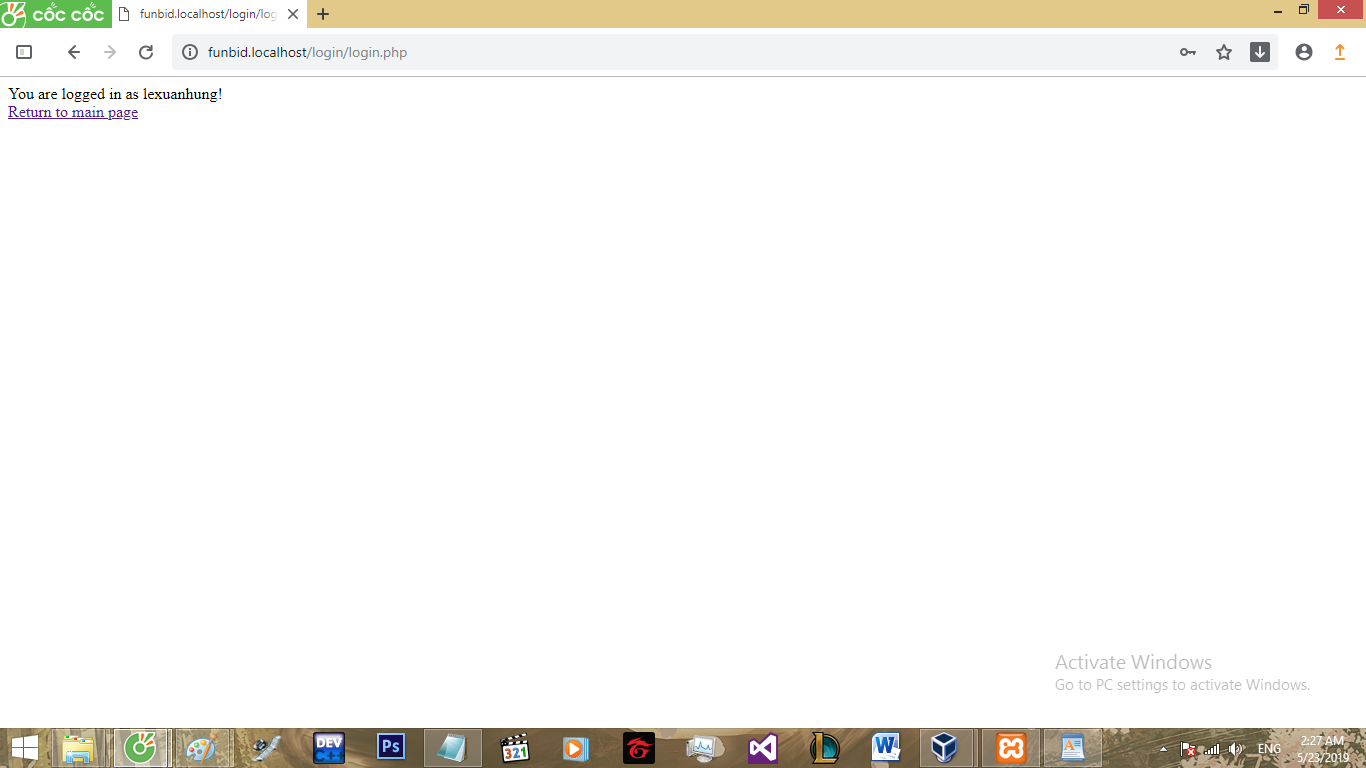 cốc cốc
funbid.localhost/login/log
funbid.localhost/login/login.php
You are logged in as lexuanhung!
Return to main page
Activate Windows
Go to PC settings to activate Windows.
DEV
C++
Ps
321
W
ENG
2:27 AM
5/23/2019